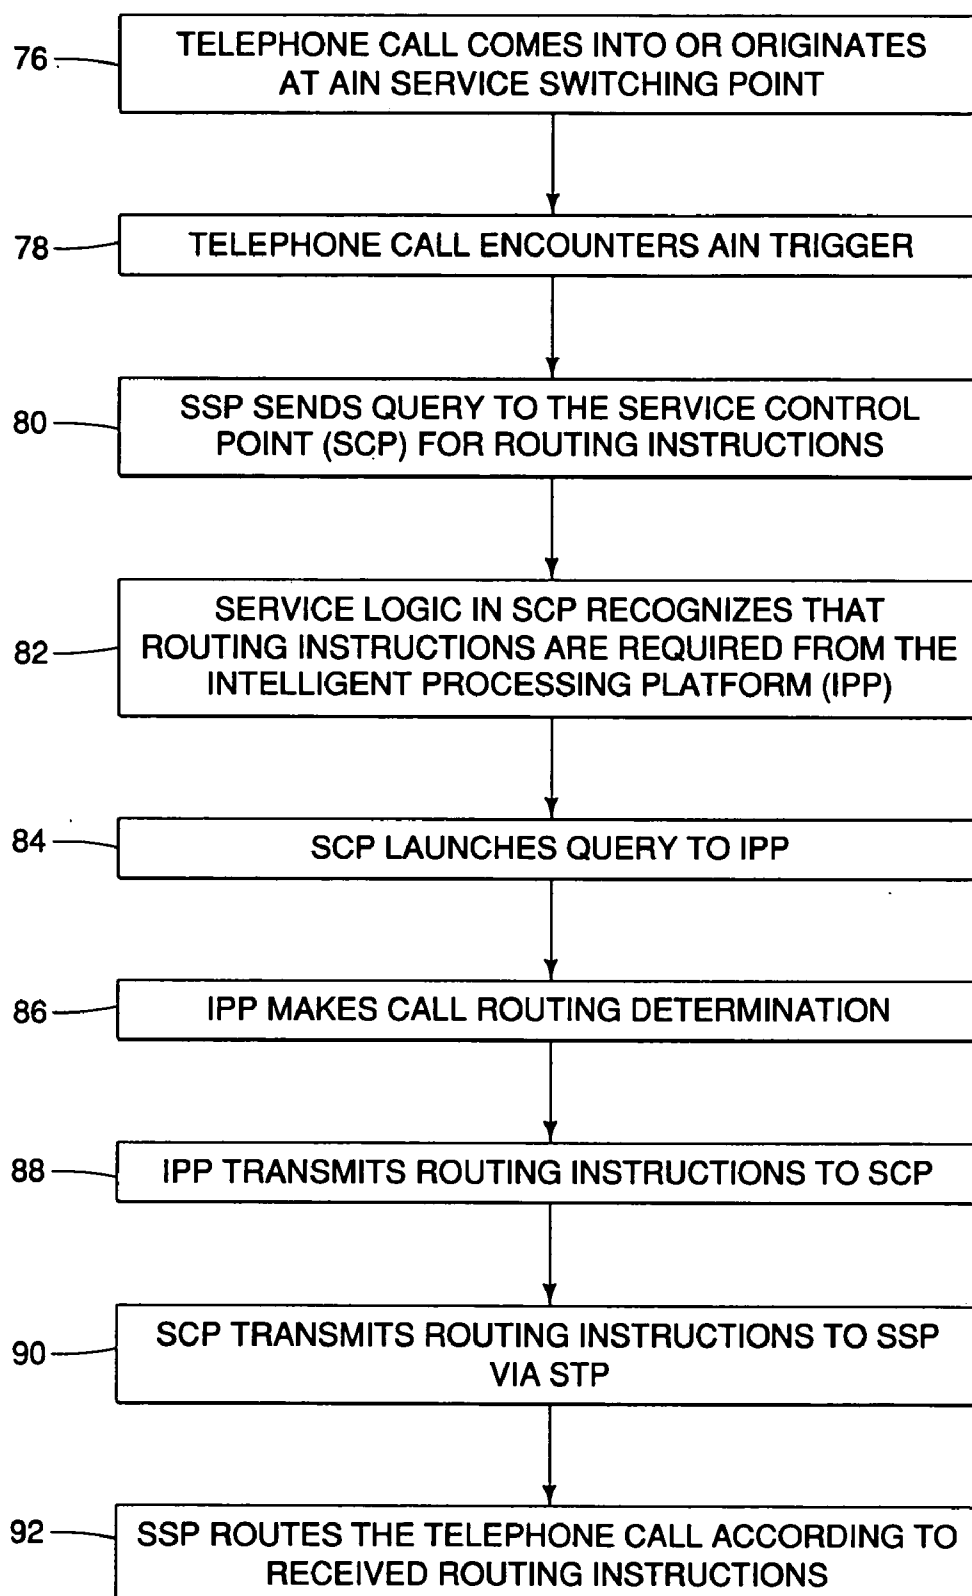 76
TELEPHONE CALL COMES INTO OR ORIGINATES
AT AIN SERVICE SWITCHING POINT
78
TELEPHONE CALL ENCOUNTERS AIN TRIGGER
80
SSP SENDS QUERY TO THE SERVICE CONTROL
POINT (SCP) FOR ROUTING INSTRUCTIONS
82
SERVICE LOGIC IN SCP RECOGNIZES THAT
ROUTING INSTRUCTIONS ARE REQUIRED FROM THE
INTELLIGENT PROCESSING PLATFORM (IPP)
84
SCP LAUNCHES QUERY TO IPP
86
IPP MAKES CALL ROUTING DETERMINATION
88
IPP TRANSMITS ROUTING INSTRUCTIONS TO SCP
90
SCP TRANSMITS ROUTING INSTRUCTIONS TO SSP
VIA STP
92
SSP ROUTES THE TELEPHONE CALL ACCORDING TO
RECEIVED ROUTING INSTRUCTIONS